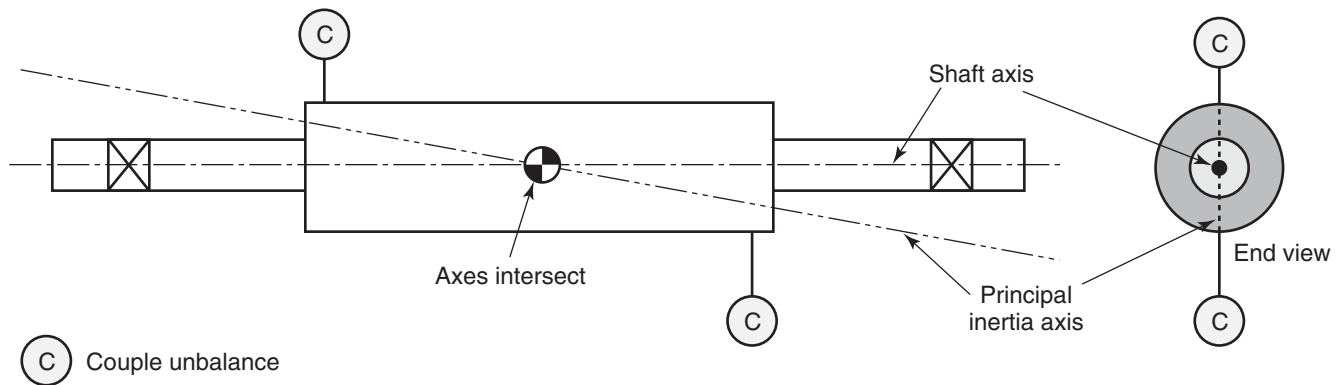 C
C
Shaft axis
Axes intersect
End view
Principal
inertia axis
C
C
C Couple unbalance